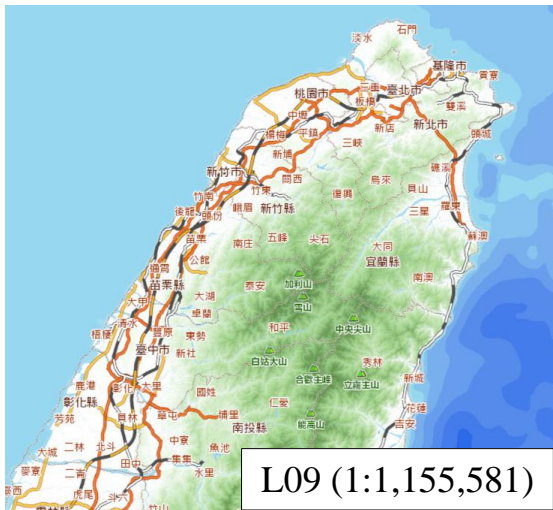 石門
淡水
基隆市
貢寮
三重
臺北市
桃園市
板橋
雙溪
中壢
新店
新北市
頭城
楊梅
平鎮
三峽
新埔
新竹市
關西
烏來
礁溪
竹東
復興
員山
竹南
峨眉
新竹縣
三星
羅東
後龍
頭份
苗栗
南庄
五峰
尖石
大同
蘇澳
公館
宜蘭縣
通霄
苗栗縣
泰安
加利山
南澳
大甲
大湖
雪山
卓蘭
清水
梧棲
豐原
東勢
和平
中央尖山
臺中市
新社
白姑大山
秀林
合歡主峰
立霧主山
新城
鹿港
彰化
大里
國姓
彰化縣
仁愛
芳苑
員林
草屯
埔里
能高山
花蓮
南投縣
吉安
大城
二林
北斗
中寮
魚池
田中
集集
水里
麥寮
二崙
虎尾
斗六
竹山
L09 (1:1,155,581)